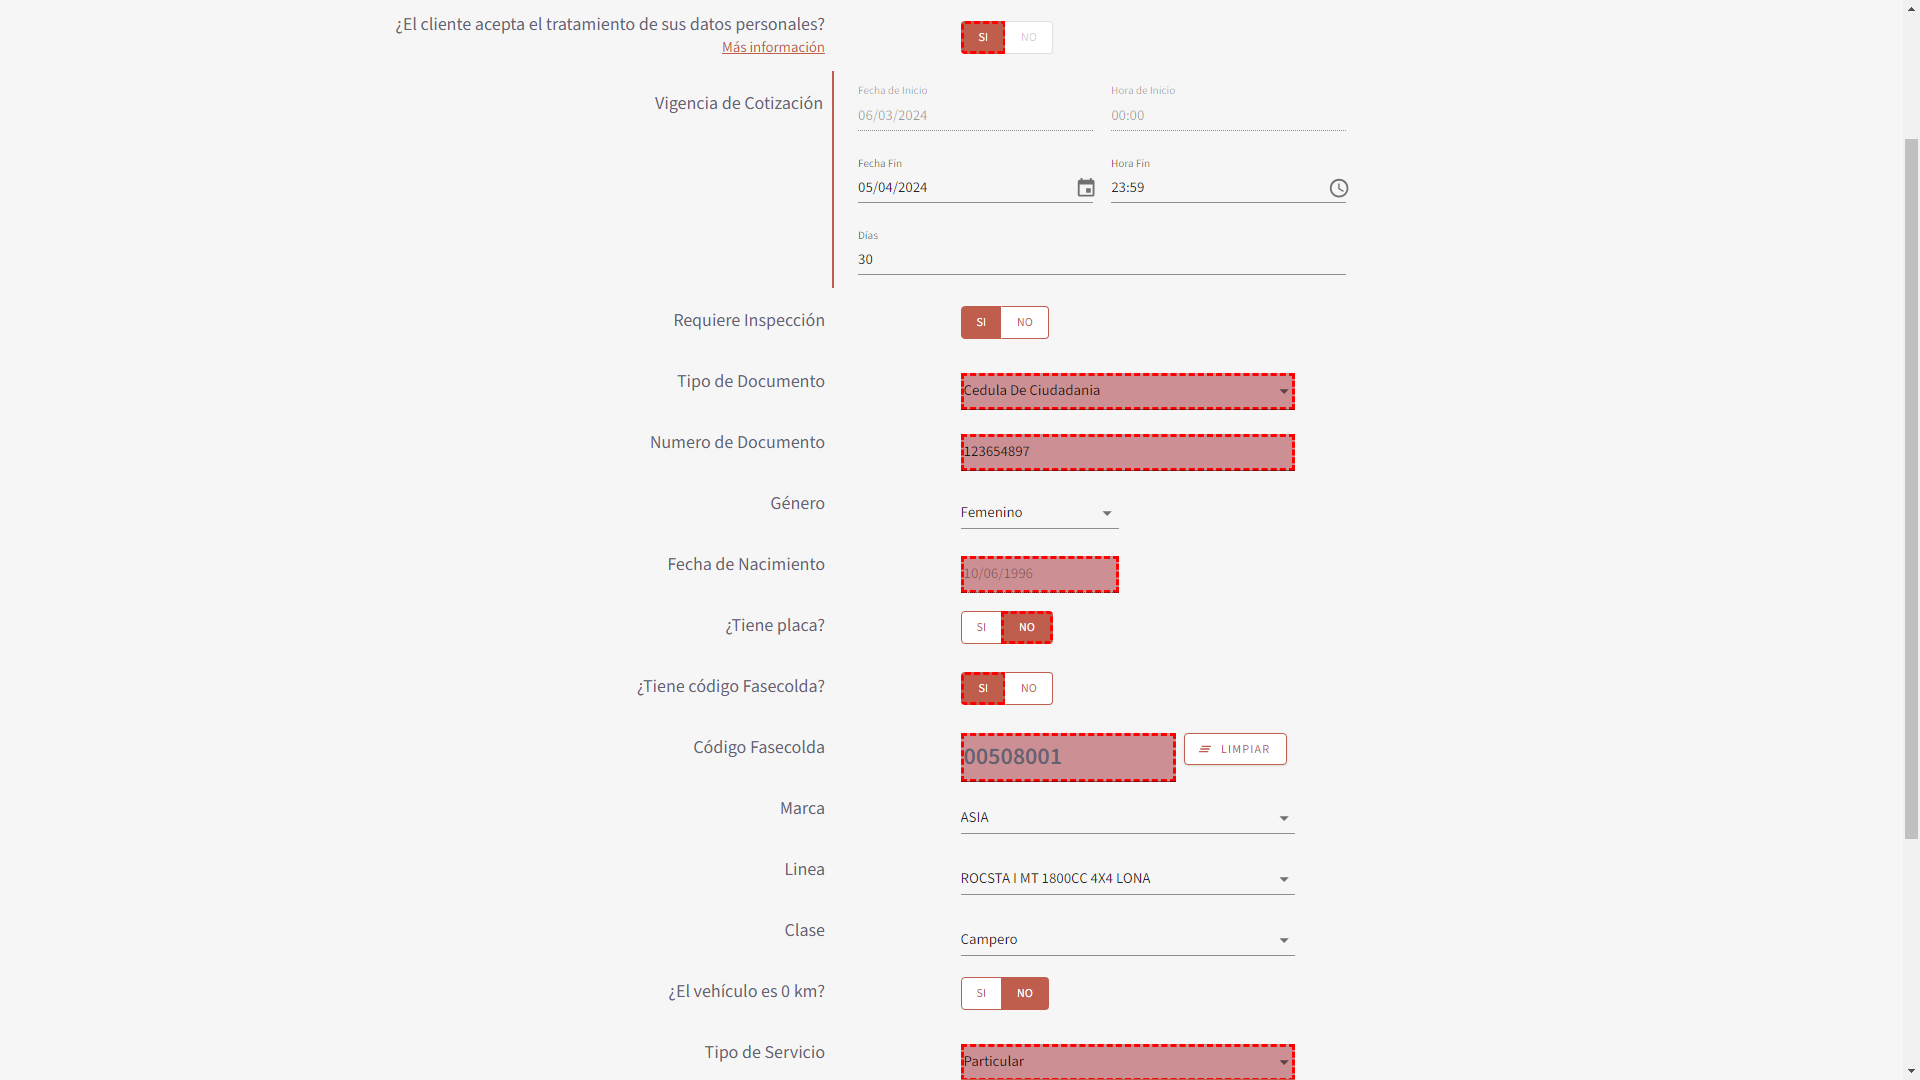 ¿El cliente acepta el tratamiento de sus datos personales?
Más información
SI NO
Vigencia de Cotización
Fecha de Inicio Hora de Inicio
06/03/2024 00:00
Fecha Fin Hora Fin
05/04/2024 23:59
Días
30
Requiere Inspección SI NO
Tipo de Documento Cedula De Ciudadania
Numero de Documento 123654897
Género Femenino
Fecha de Nacimiento 10/06/1996
¿Tiene placa? SI NO
¿Tiene código Fasecolda? SI NO
Código Fasecolda 00508001 LIMPIAR
Marca ASIA
Linea ROCSTA I MT 1800CC 4X4 LONA
Clase Campero
¿El vehículo es 0 km? SI NO
Tipo de Servicio Particular